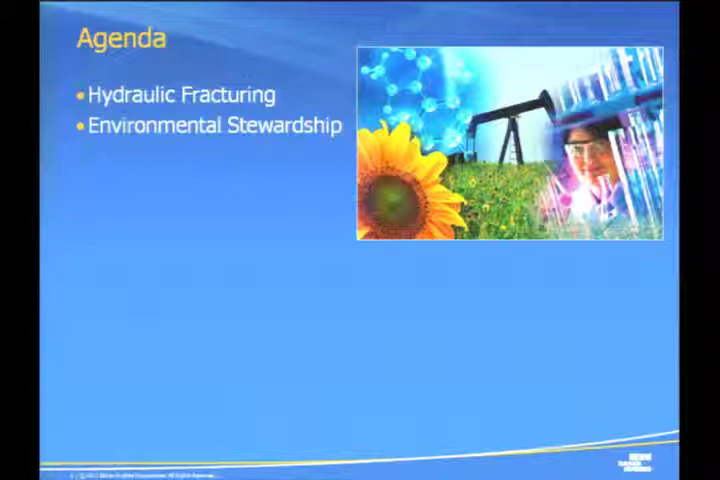 Agenda
• Hydraulic Fracturing
• Environmental Stewardship